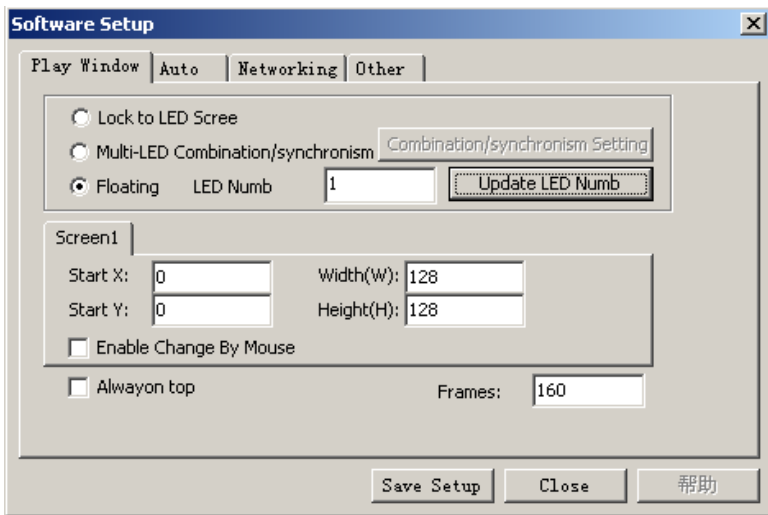 Software Setup
Play Window Auto Networking Other
Lock to LED Scree
Multi-LED Combination/synchronism Combination/synchronism Setting
Floating LED Numb 1 Update LED Numb
Screen1
Start X: 0 Width(W): 128
Start Y: 0 Height(H): 128
Enable Change By Mouse
Alwayon top Frames: 160
Save Setup Close 帮助